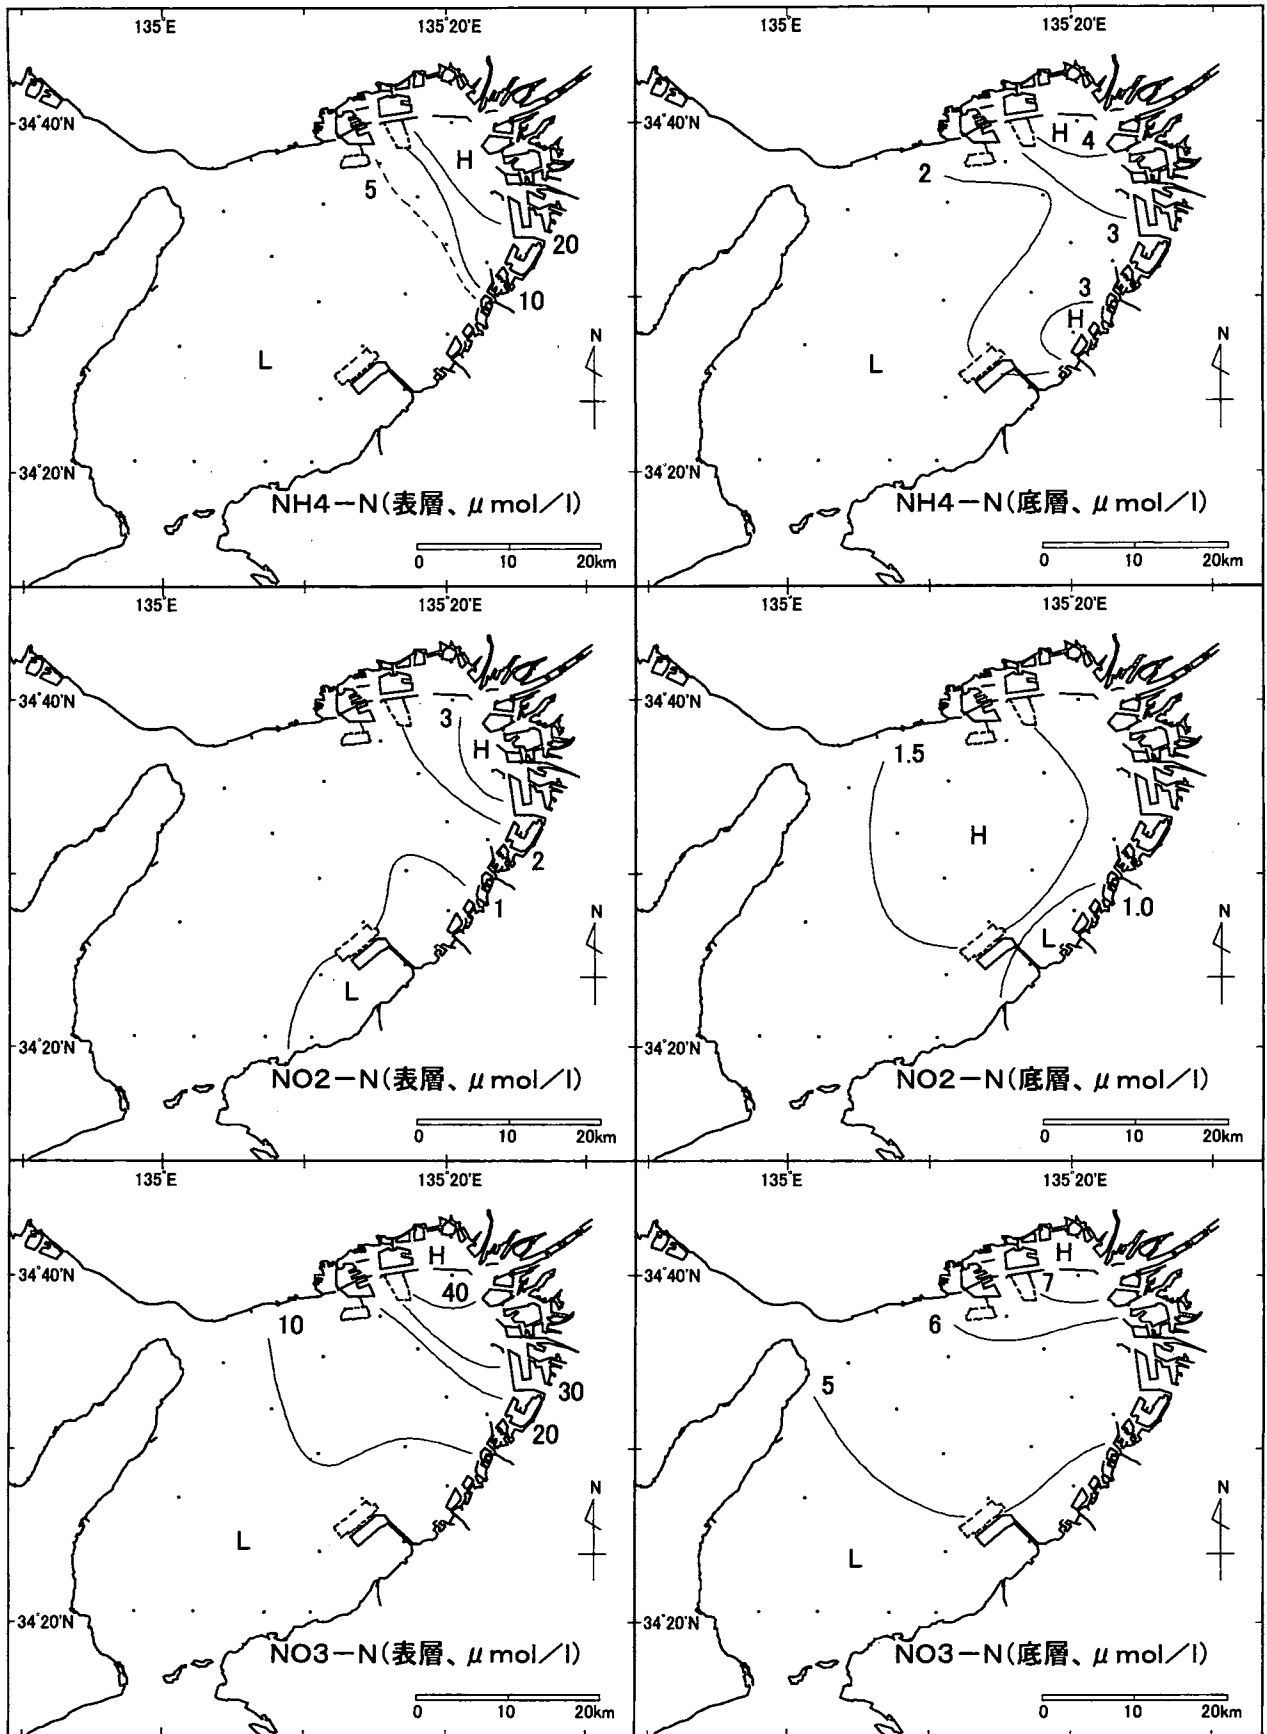 135°E 135°20'E
34°40'N
H
5
20
10
N
L
34°20'N
NH4-N(表層、μmol/l)
0 10 20km
135°E 135°20'E
34°40'N
H 4
2
3
3
H
N
L
34°20'N
NH4-N(底層、μmol/l)
0 10 20km
135°E 135°20'E
34°40'N
3
H
2
1
N
L
34°20'N
NO2-N(表層、μmol/l)
0 10 20km
135°E 135°20'E
34°40'N
1.5
H
1.0
N
L
34°20'N
NO2-N(底層、μmol/l)
0 10 20km
135°E 135°20'E
H
34°40'N
40
10
30
20
N
L
34°20'N
NO3-N(表層、μmol/l)
0 10 20km
135°E 135°20'E
H
34°40'N
7
6
5
N
L
34°20'N
NO3-N(底層、μmol/l)
0 10 20km